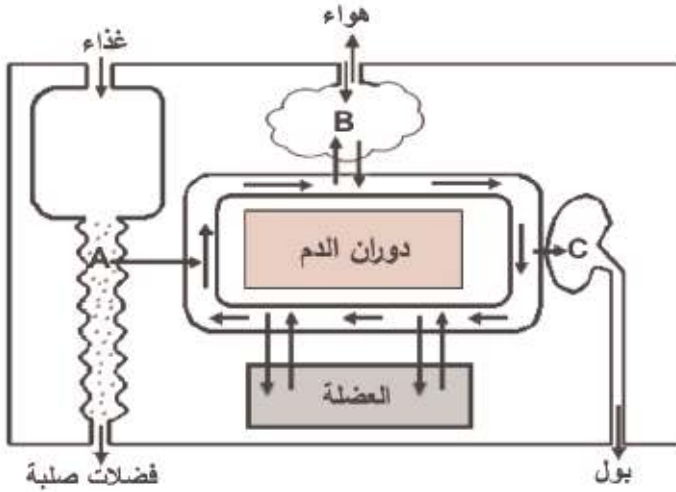 هواء
غذاء
B
دوران الدم
A
C
العضلة
فضلات صلبة
بول